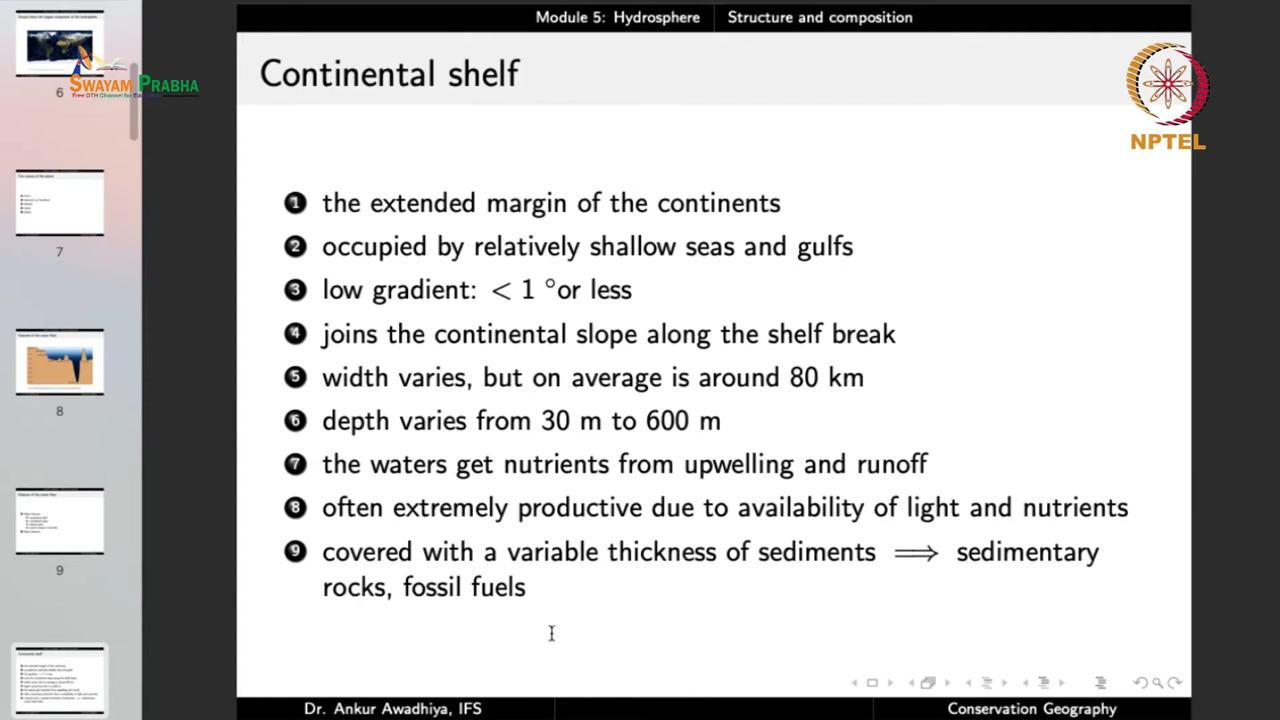 Module 5: Hydrosphere
Structure and composition
Continental shelf
SWAYAM PRABHA
Free DTH Channel for
NPTEL
1 the extended margin of the continents
2 occupied by relatively shallow seas and gulfs
3 low gradient: < 1 °or less
4 joins the continental slope along the shelf break
5 width varies, but on average is around 80 km
6 depth varies from 30 m to 600 m
7 the waters get nutrients from upwelling and runoff
8 often extremely productive due to availability of light and nutrients
9 covered with a variable thickness of sediments ⟹ sedimentary
rocks, fossil fuels
6
7
8
9
Dr. Ankur Awadhiya, IFS
Conservation Geography